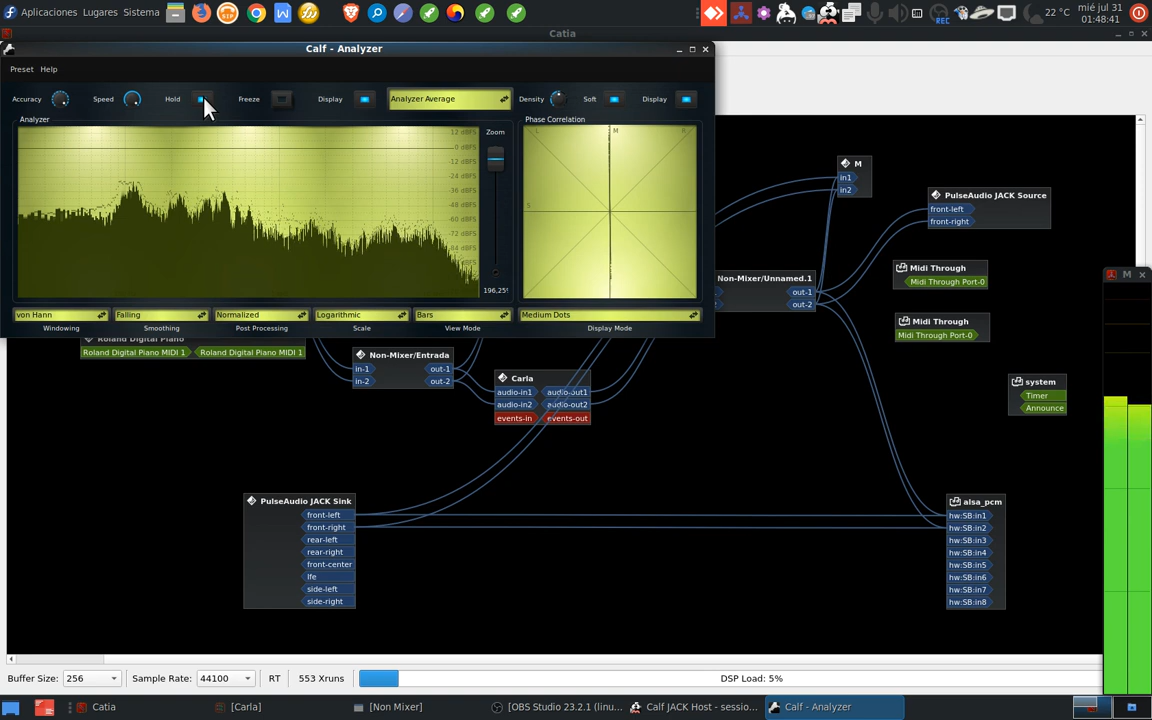 Aplicaciones Lugares Sistema
REC
22 °C
mié jul 31
01:48:41
Catia
Calf - Analyzer
Preset Help
Accuracy Speed Hold Freeze Display Analyzer Average Density Soft Display
Analyzer
Zoom
Phase Correlation
12 dBFS
0 dBFS
-12 dBFS
-24 dBFS
-36 dBFS
-48 dBFS
-60 dBFS
-72 dBFS
-84 dBFS
L M R
S
von Hann Falling Normalized Logarithmic Bars Medium Dots
Windowing Smoothing Post Processing Scale View Mode Display Mode
M
in1
in2
PulseAudio JACK Source
front-left
front-right
Midi Through
Midi Through Port-0
Non-Mixer/Unnamed.1
out-1
out-2
Midi Through
Midi Through Port-0
M
Roland Digital Piano
Roland Digital Piano MIDI 1 Roland Digital Piano MIDI 1
Non-Mixer/Entrada
in-1 out-1
in-2 out-2
Carla
audio-in1 audio-out1
audio-in2 audio-out2
events-in events-out
system
Timer
Announce
PulseAudio JACK Sink
front-left
front-right
rear-left
rear-right
front-center
lfe
side-left
side-right
alsa_pcm
hw:SB:in1
hw:SB:in2
hw:SB:in3
hw:SB:in4
hw:SB:in5
hw:SB:in6
hw:SB:in7
hw:SB:in8
Buffer Size: 256 Sample Rate: 44100 RT 553 Xruns DSP Load: 5%
Catia [Carla] [Non Mixer] [OBS Studio 23.2.1 (linu... Calf JACK Host - sessio... Calf - Analyzer